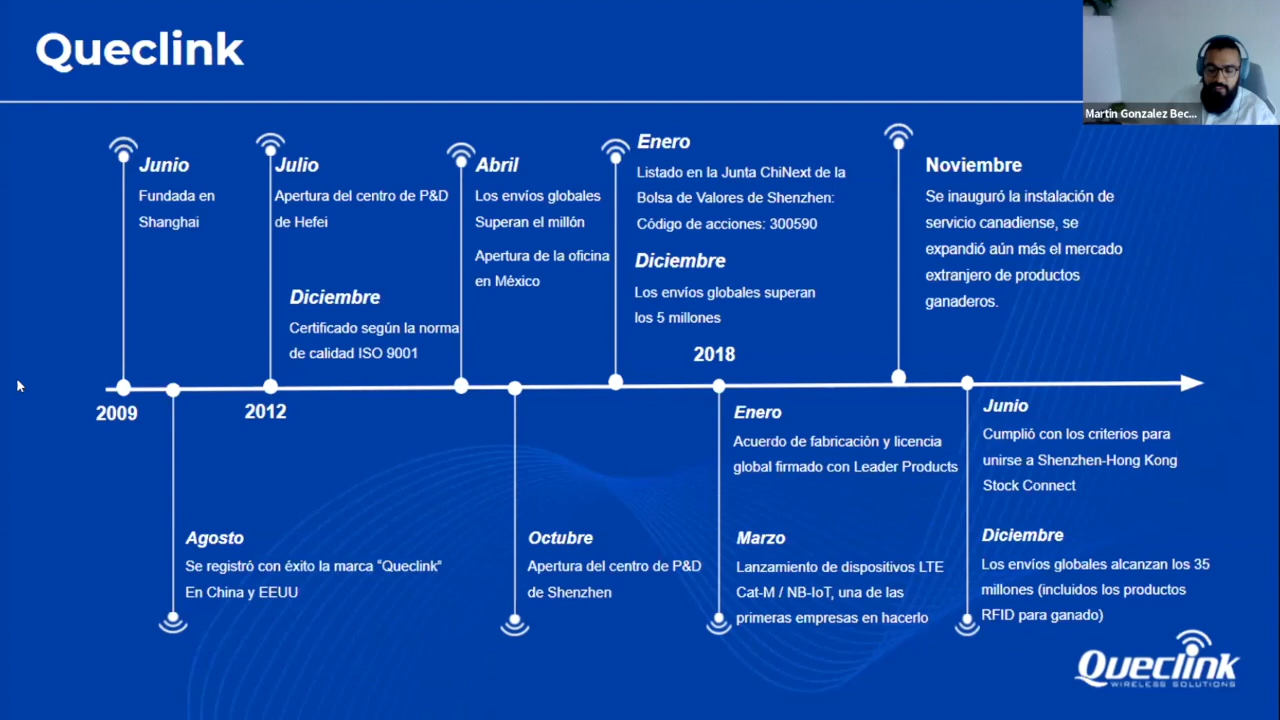 Queclink
Martin Gonzalez Bec...
Junio
Fundada en
Shanghai
Julio
Apertura del centro de P&D
de Hefei
Diciembre
Certificado según la norma
de calidad ISO 9001
Abril
Los envíos globales
Superan el millón
Apertura de la oficina
en México
Enero
Listado en la Junta ChiNext de la
Bolsa de Valores de Shenzhen:
Código de acciones: 300590
Diciembre
Los envíos globales superan
los 5 millones
Noviembre
Se inauguró la instalación de
servicio canadiense, se
expandió aún más el mercado
extranjero de productos
ganaderos.
2009
2012
2018
Agosto
Se registró con éxito la marca “Queclink”
En China y EEUU
Octubre
Apertura del centro de P&D
de Shenzhen
Enero
Acuerdo de fabricación y licencia
global firmado con Leader Products
Marzo
Lanzamiento de dispositivos LTE
Cat-M / NB-IoT, una de las
primeras empresas en hacerlo
Junio
Cumplió con los criterios para
unirse a Shenzhen-Hong Kong
Stock Connect
Diciembre
Los envíos globales alcanzan los 35
millones (incluidos los productos
RFID para ganado)
Queclink
WIRELESS SOLUTIONS